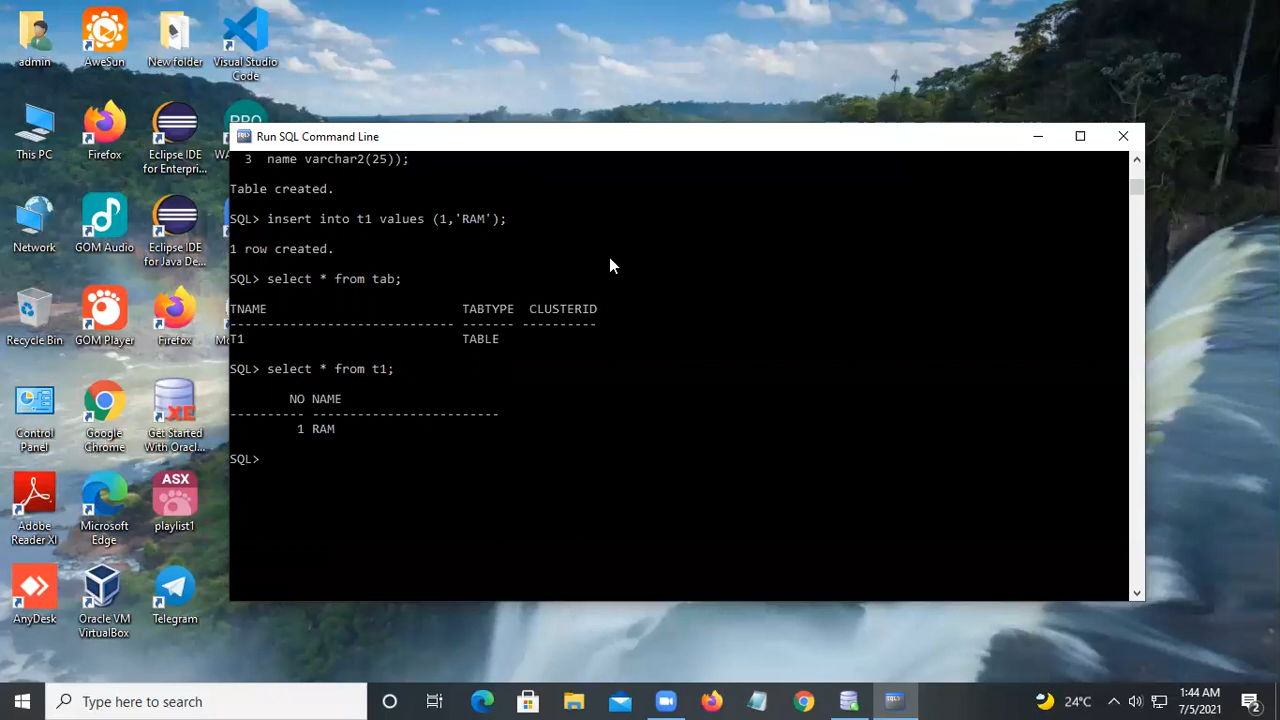 admin
AweSun
New folder
Visual Studio
Code
This PC
Firefox
Eclipse IDE
for Enterpri...
PRO
Network
GOM Audio
Eclipse IDE
for Java De...
Recycle Bin
GOM Player
Firefox
Control
Panel
Google
Chrome
XE
Get Started
With Oracl...
Adobe
Reader XI
Microsoft
Edge
ASX
playlist1
AnyDesk
Oracle VM
VirtualBox
Telegram
Run SQL Command Line
3 name varchar2(25));
Table created.
SQL> insert into t1 values (1,'RAM');
1 row created.
SQL> select * from tab;
TNAME TABTYPE CLUSTERID
------------------------------ ------- ----------
T1 TABLE
SQL> select * from t1;
NO NAME
---------- -------------------------
1 RAM
SQL>
Type here to search
24°C
1:44 AM
7/5/2021
2